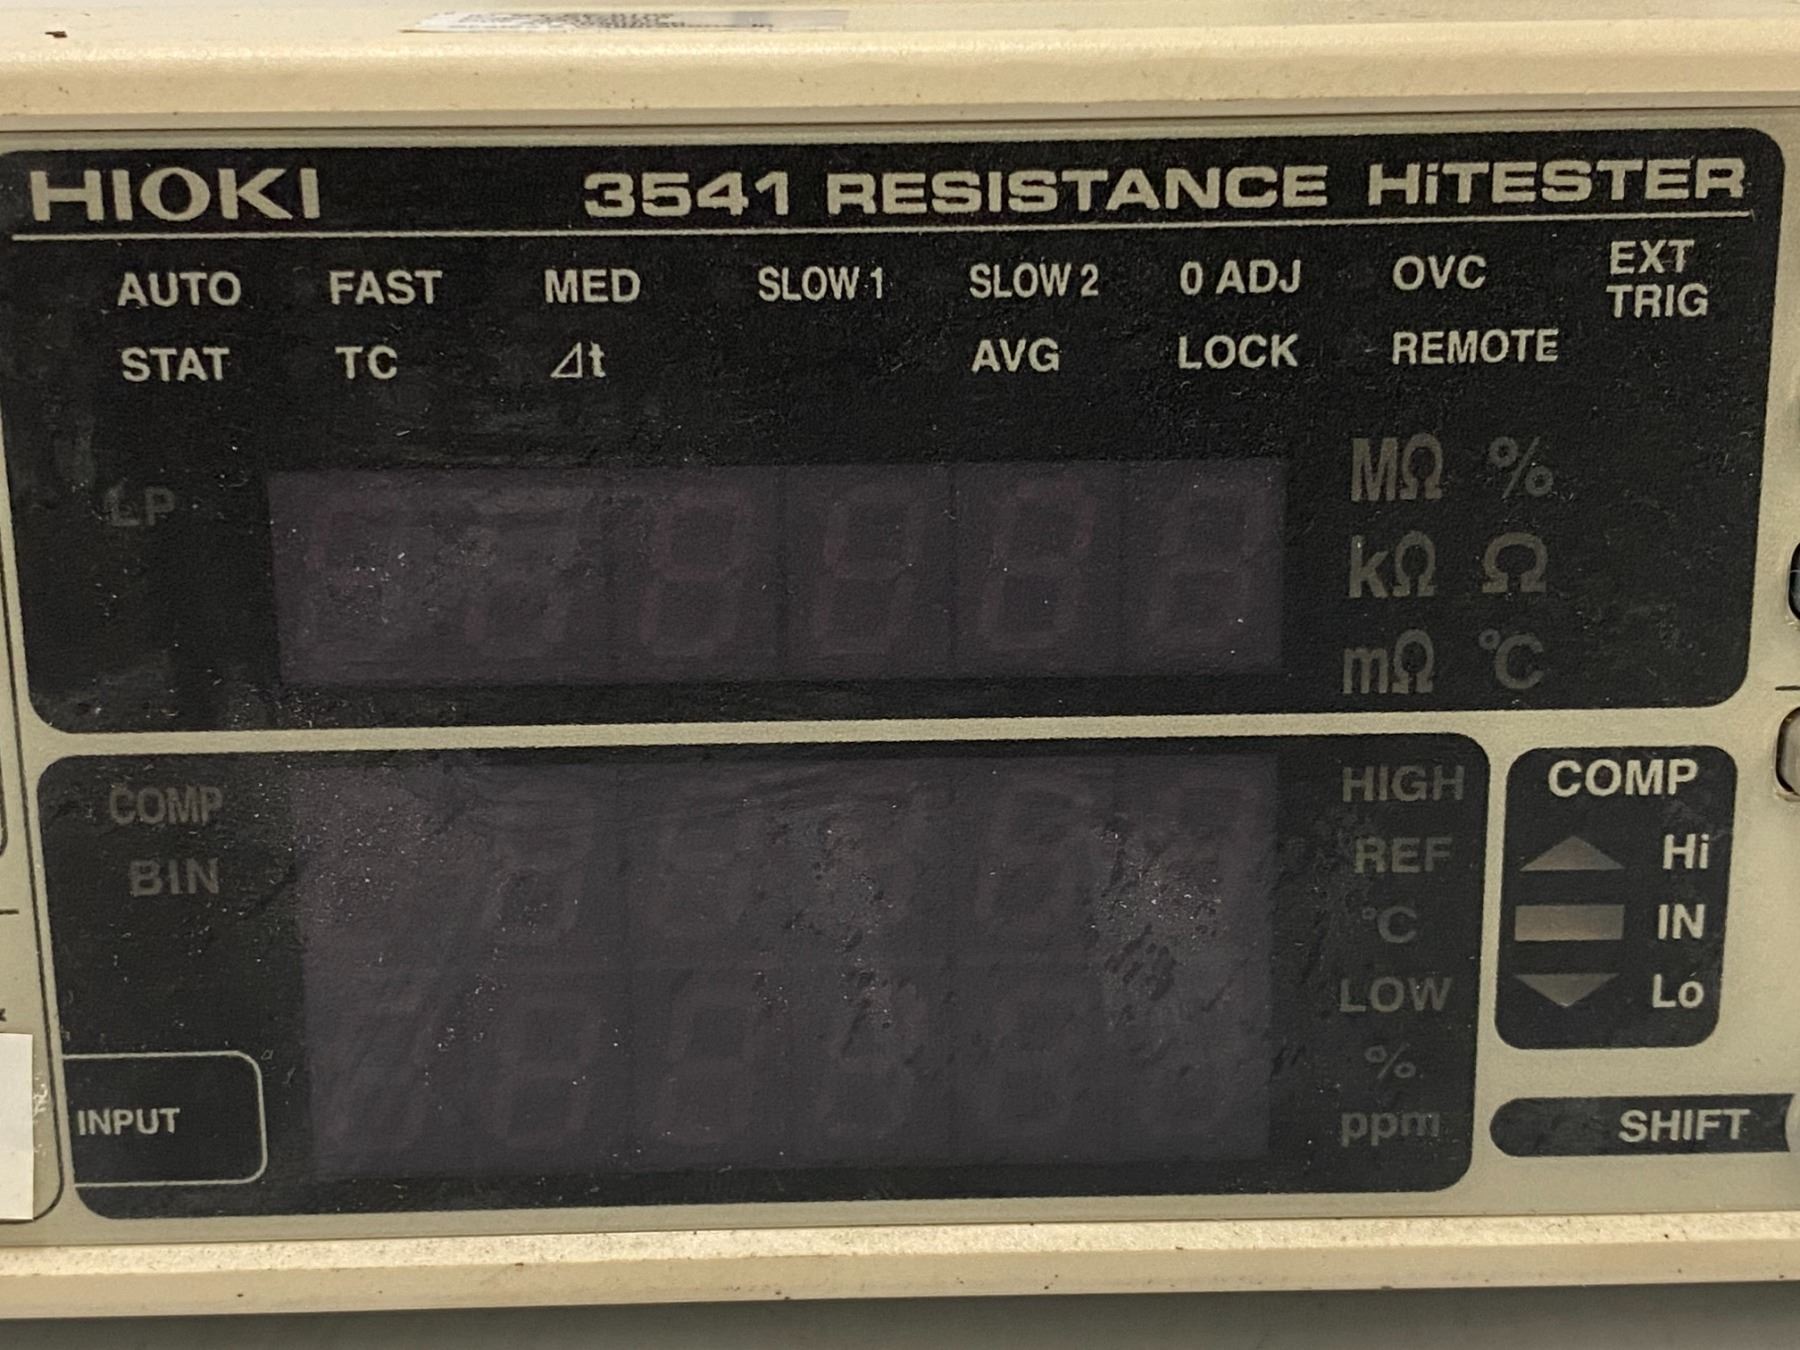 HIOKI 3541 RESISTANCE HiTESTER
AUTO FAST MED SLOW 1 SLOW 2 0 ADJ OVC EXT TRIG
STAT TC ⊿t AVG LOCK REMOTE
LP
MΩ %
kΩ Ω
mΩ °C
COMP
BIN
HIGH
REF
°C
LOW
%
ppm
COMP
Hi
IN
Lo
INPUT
SHIFT